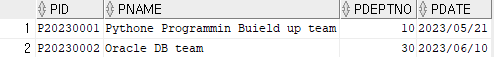 PID PNAME PDEPTNO PDATE
1 P20230001 Pythone Programmin Buield up team 10 2023/05/21
2 P20230002 Oracle DB team 30 2023/06/10